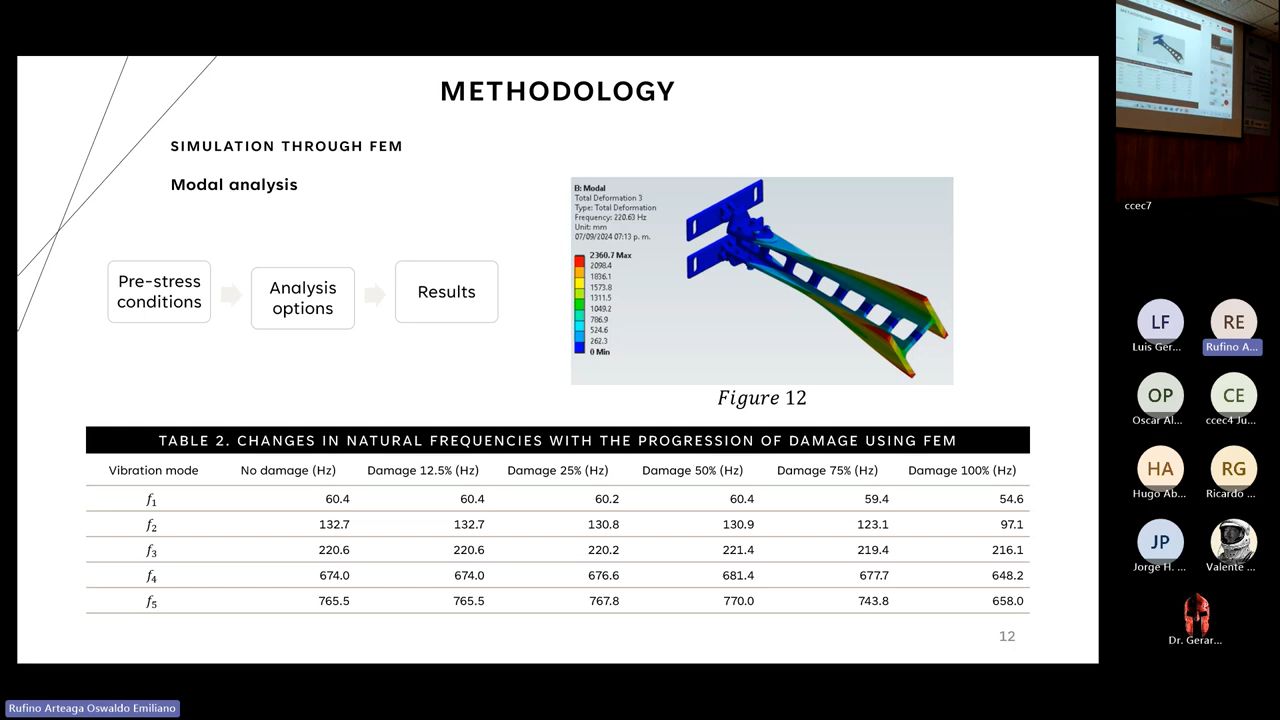 METHODOLOGY
SIMULATION THROUGH FEM
Modal analysis
Pre-stress
conditions
Analysis
options
Results
B: Modal
Total Deformation 3
Type: Total Deformation
Frequency: 220.63 Hz
Unit: mm
07/09/2024 07:13 p. m.
2360.7 Max
2098.4
1836.1
1573.8
1311.5
1049.2
786.9
524.6
262.3
0 Min
Figure 12
TABLE 2. CHANGES IN NATURAL FREQUENCIES WITH THE PROGRESSION OF DAMAGE USING FEM
Vibration mode No damage (Hz) Damage 12.5% (Hz) Damage 25% (Hz) Damage 50% (Hz) Damage 75% (Hz) Damage 100% (Hz)
f₁ 60.4 60.4 60.2 60.4 59.4 54.6
f₂ 132.7 132.7 130.8 130.9 123.1 97.1
f₃ 220.6 220.6 220.2 221.4 219.4 216.1
f₄ 674.0 674.0 676.6 681.4 677.7 648.2
f₅ 765.5 765.5 767.8 770.0 743.8 658.0
12
Rufino Arteaga Oswaldo Emiliano
METHODOLOGY
ccec7
LF RE
Luis Ger... Rufino A...
OP CE
Oscar Al... ccec4 Ju...
HA RG
Hugo Ab... Ricardo ...
JP
Jorge H. ... Valente ...
Dr. Gerar...